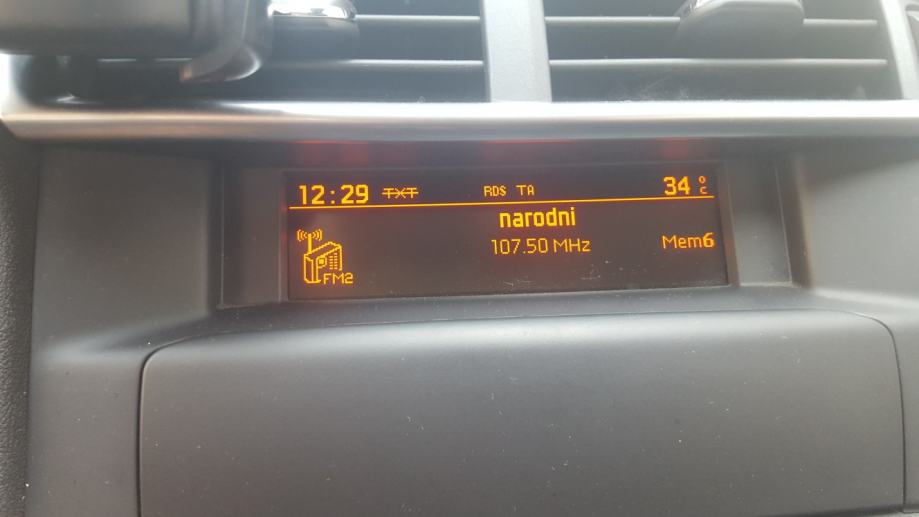 12:29 TXT RDS TA 34 °C
narodni
107.50 MHz Mem6
FM2